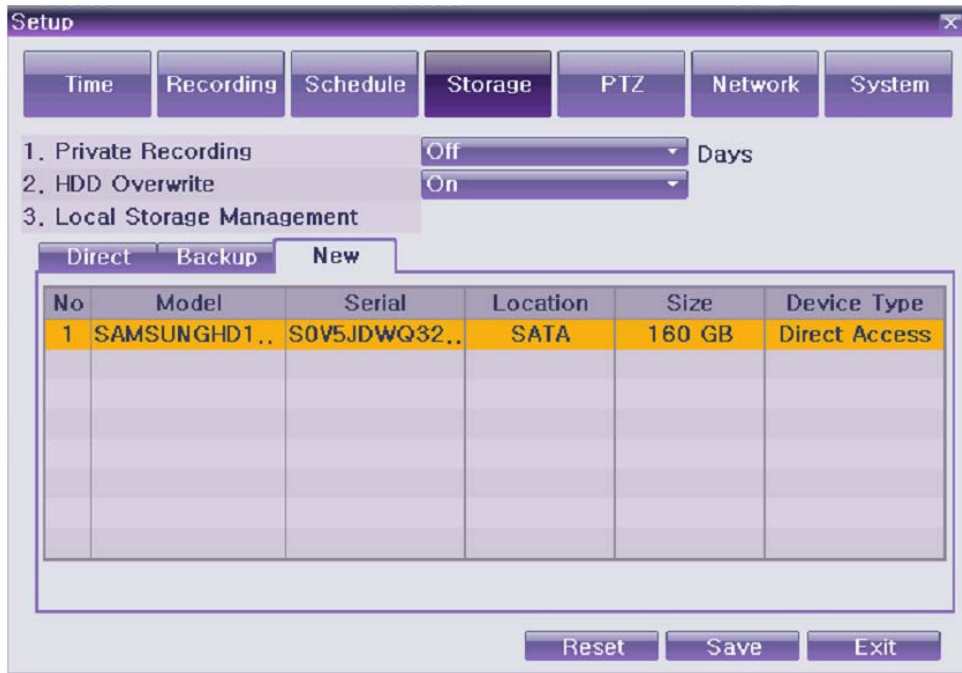 Setup
Time Recording Schedule Storage PTZ Network System
1. Private Recording Off Days
2. HDD Overwrite On
3. Local Storage Management
Direct Backup New
No Model Serial Location Size Device Type
1 SAMSUNGHD1.. S0V5JDWQ32.. SATA 160 GB Direct Access
Reset Save Exit